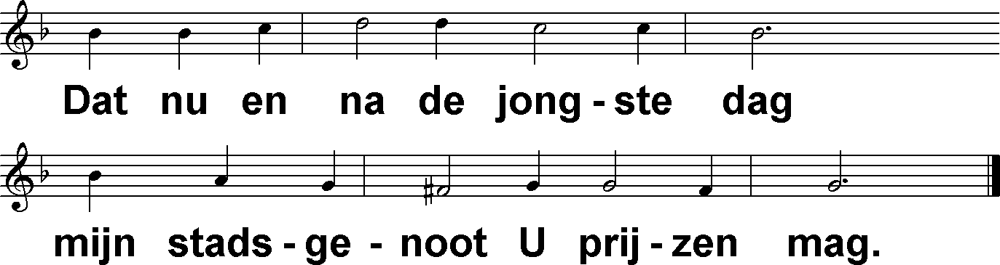 Dat nu en na de jong - ste dag
mijn stads - ge - noot U prij - zen mag.